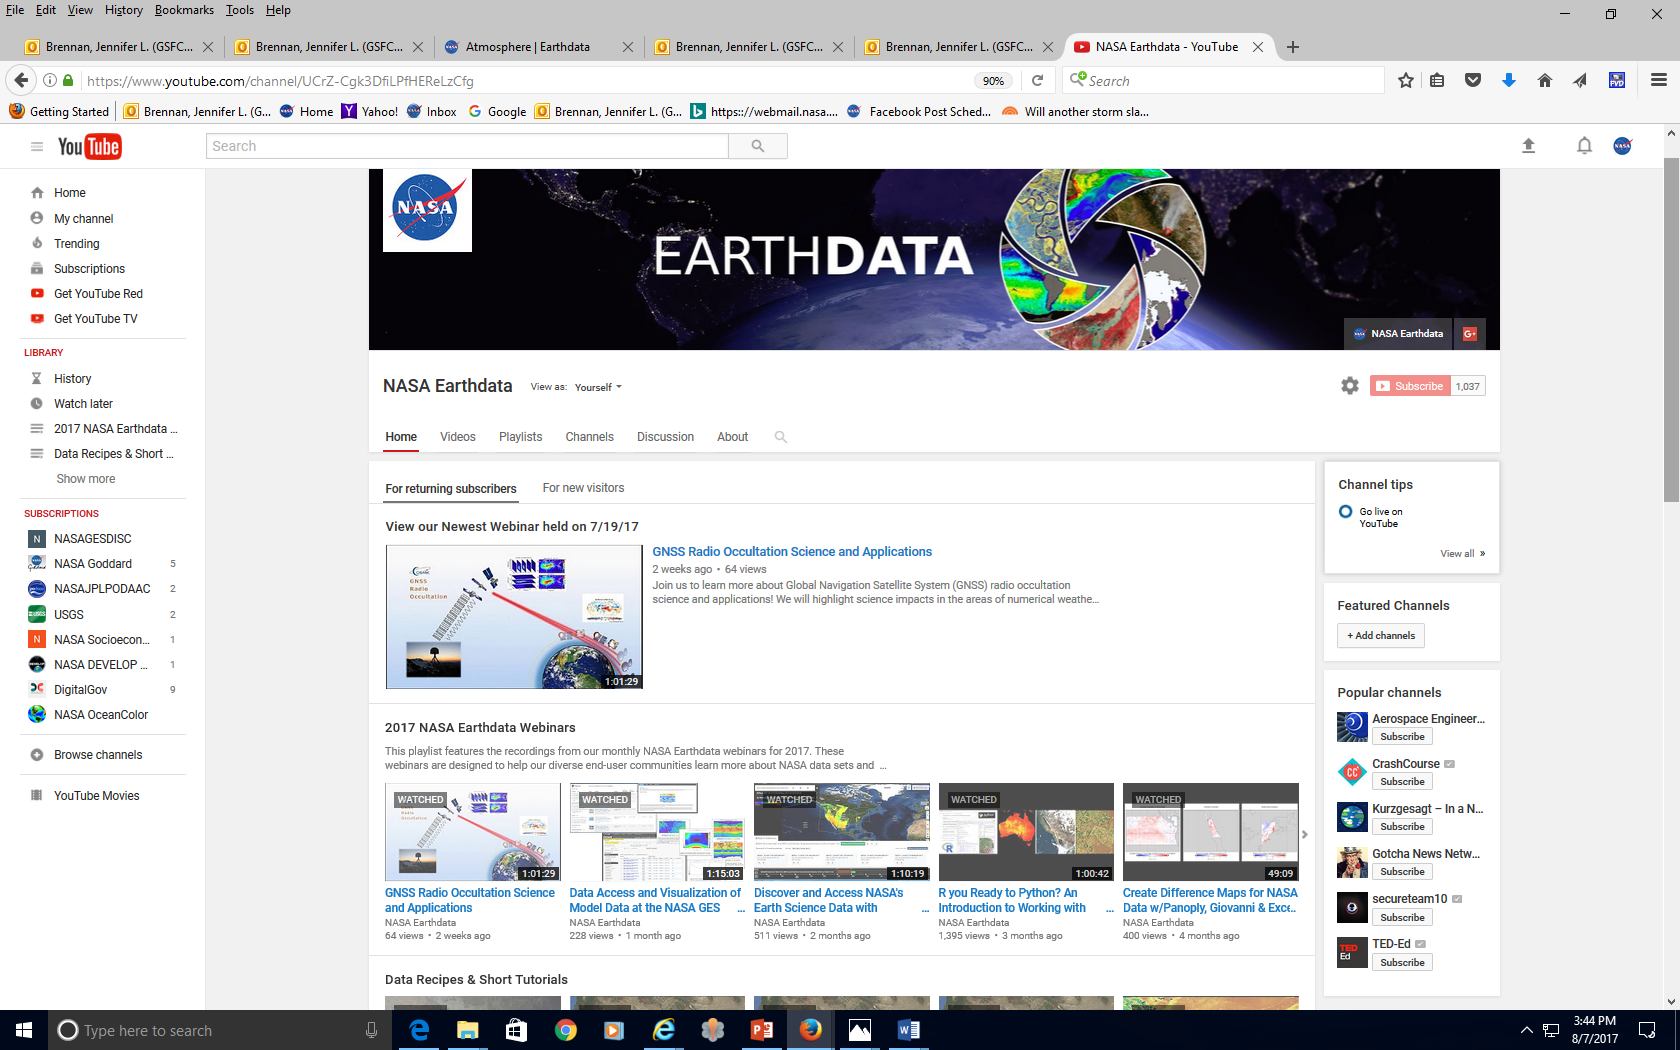 File Edit View History Bookmarks Tools Help
Brennan, Jennifer L. (GSFC... Brennan, Jennifer L. (GSFC... Atmosphere | Earthdata Brennan, Jennifer L. (GSFC... Brennan, Jennifer L. (GSFC... NASA Earthdata - YouTube
https://www.youtube.com/channel/UCrZ-Cgk3DfiLPfHEReLzCfg 90% Search
Getting Started Brennan, Jennifer L. (G... Home Yahoo! Inbox Google Brennan, Jennifer L. (G... https://webmail.nasa.... Facebook Post Sched... Will another storm sla...
YouTube Search
Home
My channel
Trending
Subscriptions
Get YouTube Red
Get YouTube TV
LIBRARY
History
Watch later
2017 NASA Earthdata ...
Data Recipes & Short ...
Show more
SUBSCRIPTIONS
NASAGESDISC
NASA Goddard 5
NASAJPLPODAAC 2
USGS 2
NASA Socioecon... 1
NASA DEVELOP ... 1
DigitalGov 9
NASA OceanColor
Browse channels
YouTube Movies
NASA
EARTHDATA
NASA Earthdata G+
NASA Earthdata View as: Yourself
Subscribe 1,037
Home Videos Playlists Channels Discussion About
For returning subscribers For new visitors
View our Newest Webinar held on 7/19/17
GNSS
Radio
Occultation
1:01:29
GNSS Radio Occultation Science and Applications
2 weeks ago • 64 views
Join us to learn more about Global Navigation Satellite System (GNSS) radio occultation
science and applications! We will highlight science impacts in the areas of numerical weathe...
2017 NASA Earthdata Webinars
This playlist features the recordings from our monthly NASA Earthdata webinars for 2017. These
webinars are designed to help our diverse end-user communities learn more about NASA data sets and ...
WATCHED WATCHED WATCHED WATCHED WATCHED
1:01:29 1:15:03 1:10:19 1:00:42 49:09
GNSS Radio Occultation Science
and Applications
NASA Earthdata
64 views • 2 weeks ago
Data Access and Visualization of
Model Data at the NASA GES ...
NASA Earthdata
228 views • 1 month ago
Discover and Access NASA's
Earth Science Data with ...
NASA Earthdata
511 views • 2 months ago
R you Ready to Python? An
Introduction to Working with ...
NASA Earthdata
1,395 views • 3 months ago
Create Difference Maps for NASA
Data w/Panoply, Giovanni & Exce..
NASA Earthdata
400 views • 4 months ago
Data Recipes & Short Tutorials
Channel tips
Go live on
YouTube
View all »
Featured Channels
+ Add channels
Popular channels
Aerospace Engineer...
Subscribe
CrashCourse
Subscribe
Kurzgesagt – In a N...
Subscribe
Gotcha News Netw...
Subscribe
secureteam10
Subscribe
TED-Ed
Subscribe
Type here to search
3:44 PM
8/7/2017